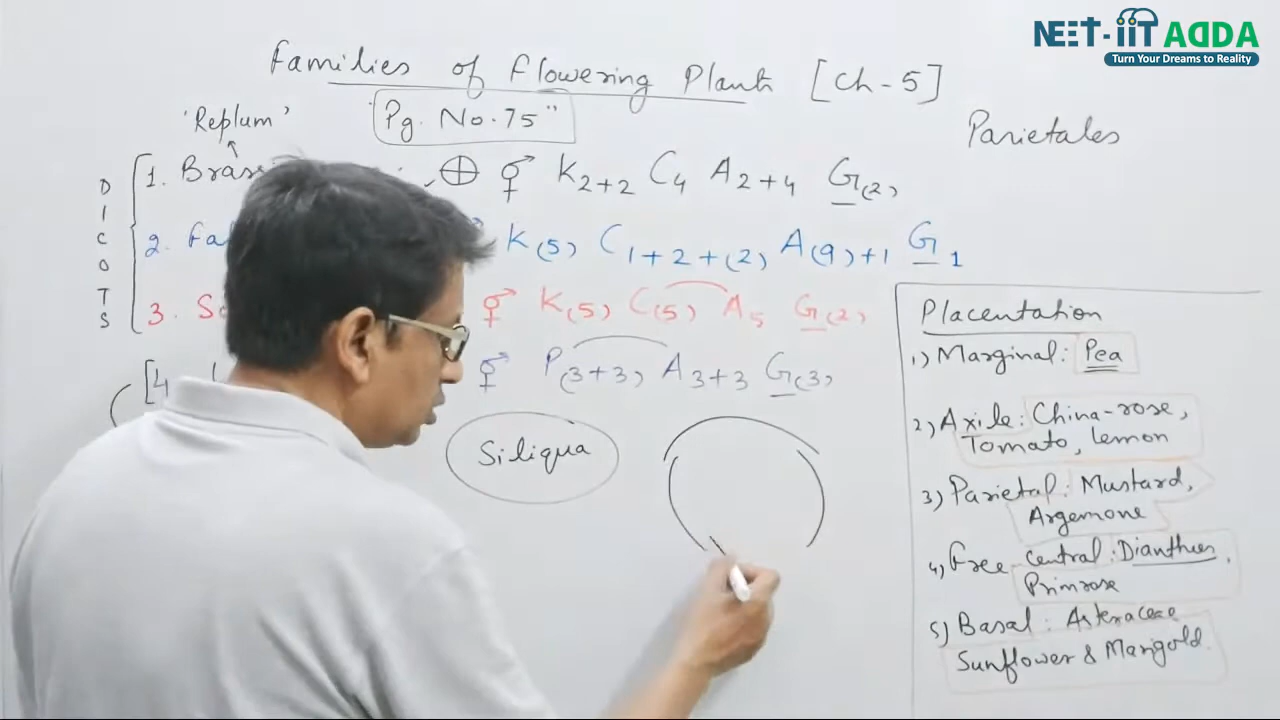 NEET-iiT ADDA
Turn Your Dreams to Reality
Families of Flowering Plants [Ch-5]
'Replum'
Pg. No. 75"
Parietales
DICOTS
1. Bras ⊕ ⚥ K2+2 C4 A2+4 G(2)
2. Fa K(5) C1+2+(2) A(9)+1 G1
3. So ⚥ K(5) C(5) A5 G(2)
[4 ⚥ P(3+3) A3+3 G(3)
Siliqua
Placentation
1) Marginal: Pea
2) Axile: China-rose,
Tomato, Lemon
3) Parietal: Mustard,
Argemone
4) Free central: Dianthus,
Primrose
5) Basal: Asteraceae
Sunflower & Marigold.